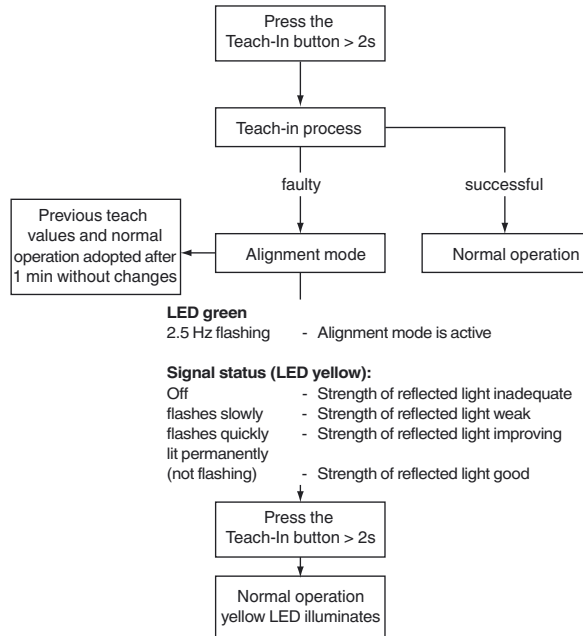 Press the
Teach-In button > 2s
Teach-in process
faulty
successful
Previous teach
values and normal
operation adopted after
1 min without changes
Alignment mode
Normal operation
LED green
2.5 Hz flashing - Alignment mode is active
Signal status (LED yellow):
Off - Strength of reflected light inadequate
flashes slowly - Strength of reflected light weak
flashes quickly - Strength of reflected light improving
lit permanently
(not flashing) - Strength of reflected light good
Press the
Teach-In button > 2s
Normal operation
yellow LED illuminates